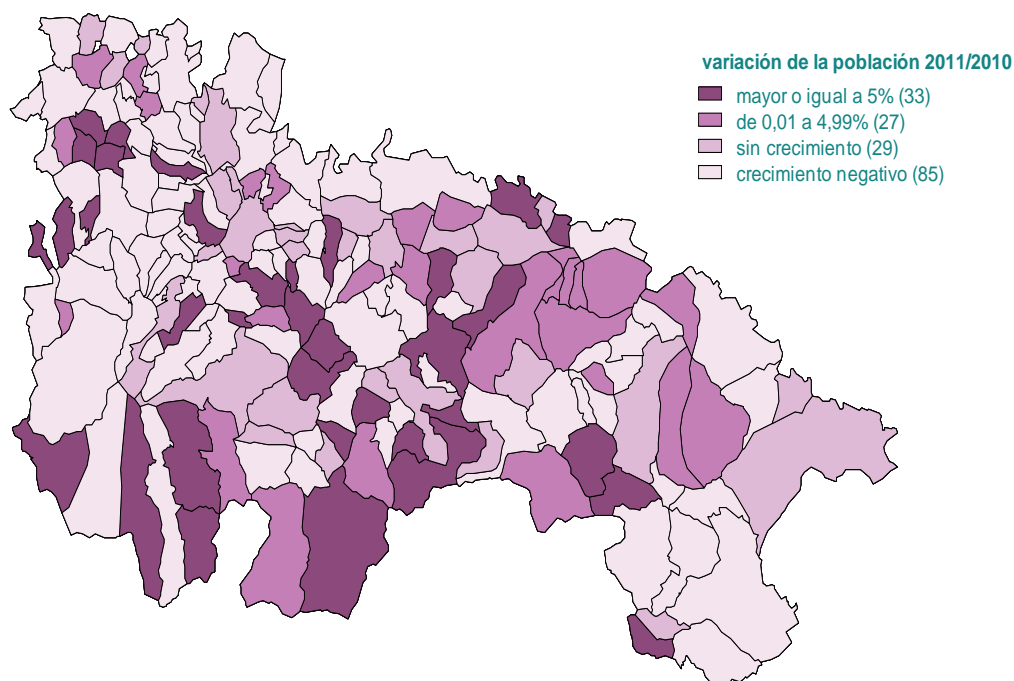 variación de la población 2011/2010
mayor o igual a 5% (33)
de 0,01 a 4,99% (27)
sin crecimiento (29)
crecimiento negativo (85)